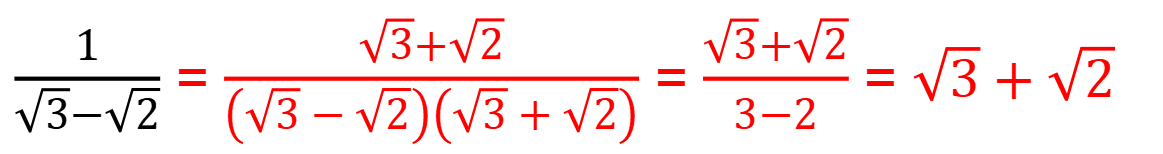 1/(√3−√2) = (√3+√2)/((√3 − √2)(√3 + √2)) = (√3+√2)/(3−2) = √3 + √2